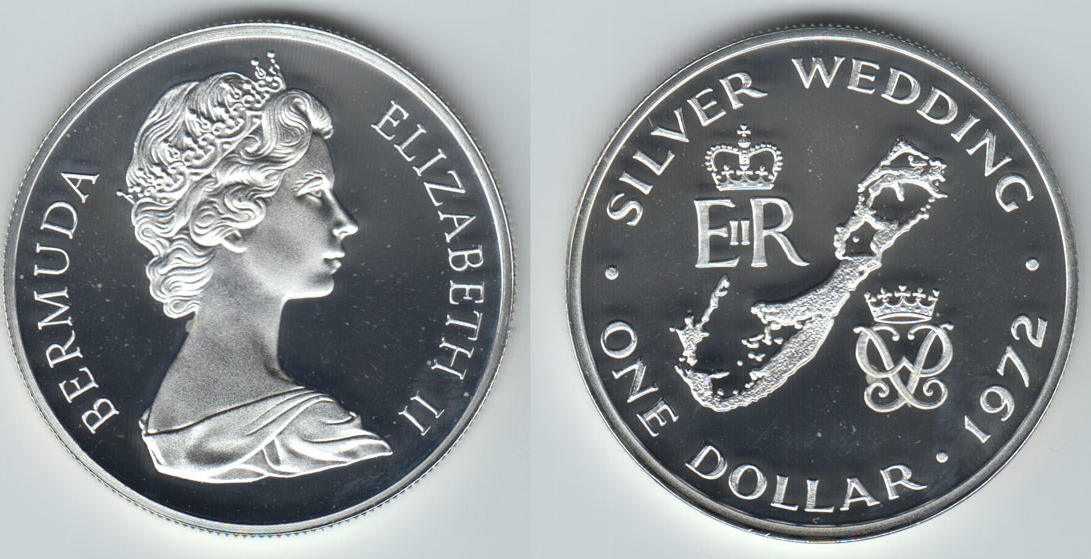 BERMUDA
ELIZABETH II
SILVER WEDDING
EIIR
· ONE DOLLAR · 1972 ·